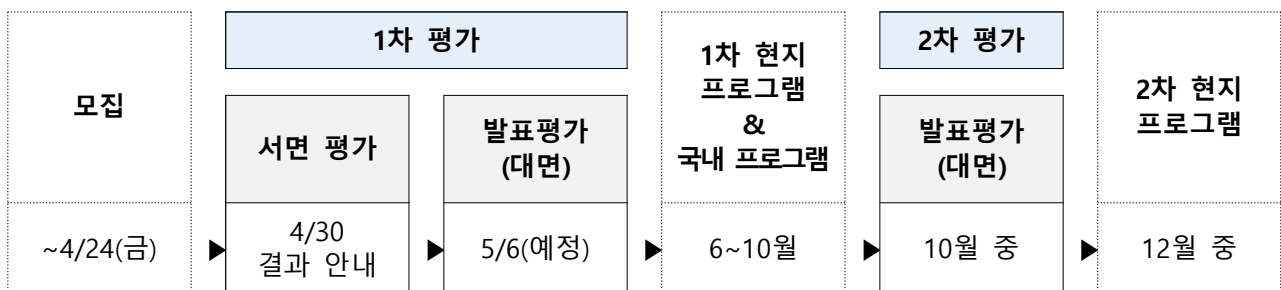 모집
1차 평가
서면 평가
발표평가
(대면)
1차 현지
프로그램
&
국내 프로그램
2차 평가
발표평가
(대면)
2차 현지
프로그램
~4/24(금)
▶
4/30
결과 안내
▶
5/6(예정)
▶
6~10월
▶
10월 중
▶
12월 중